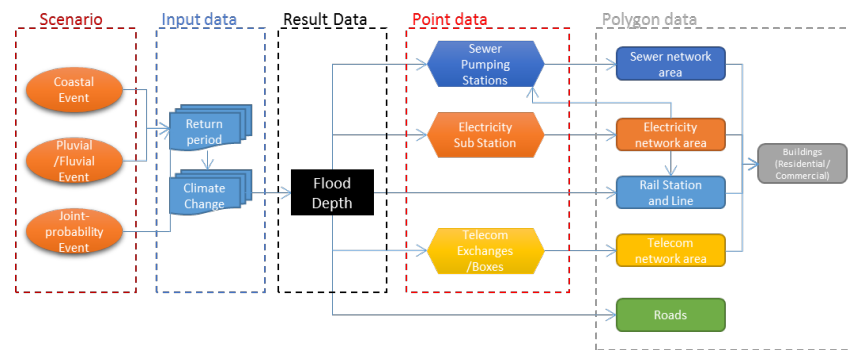 Scenario
Input data
Result Data
Point data
Polygon data
Coastal
Event
Pluvial
/Fluvial
Event
Joint-
probability
Event
Return
period
Climate
Change
Flood
Depth
Sewer
Pumping
Stations
Electricity
Sub Station
Telecom
Exchanges
/Boxes
Sewer network
area
Electricity
network area
Rail Station
and Line
Telecom
network area
Roads
Buildings
(Residential/
Commercial)